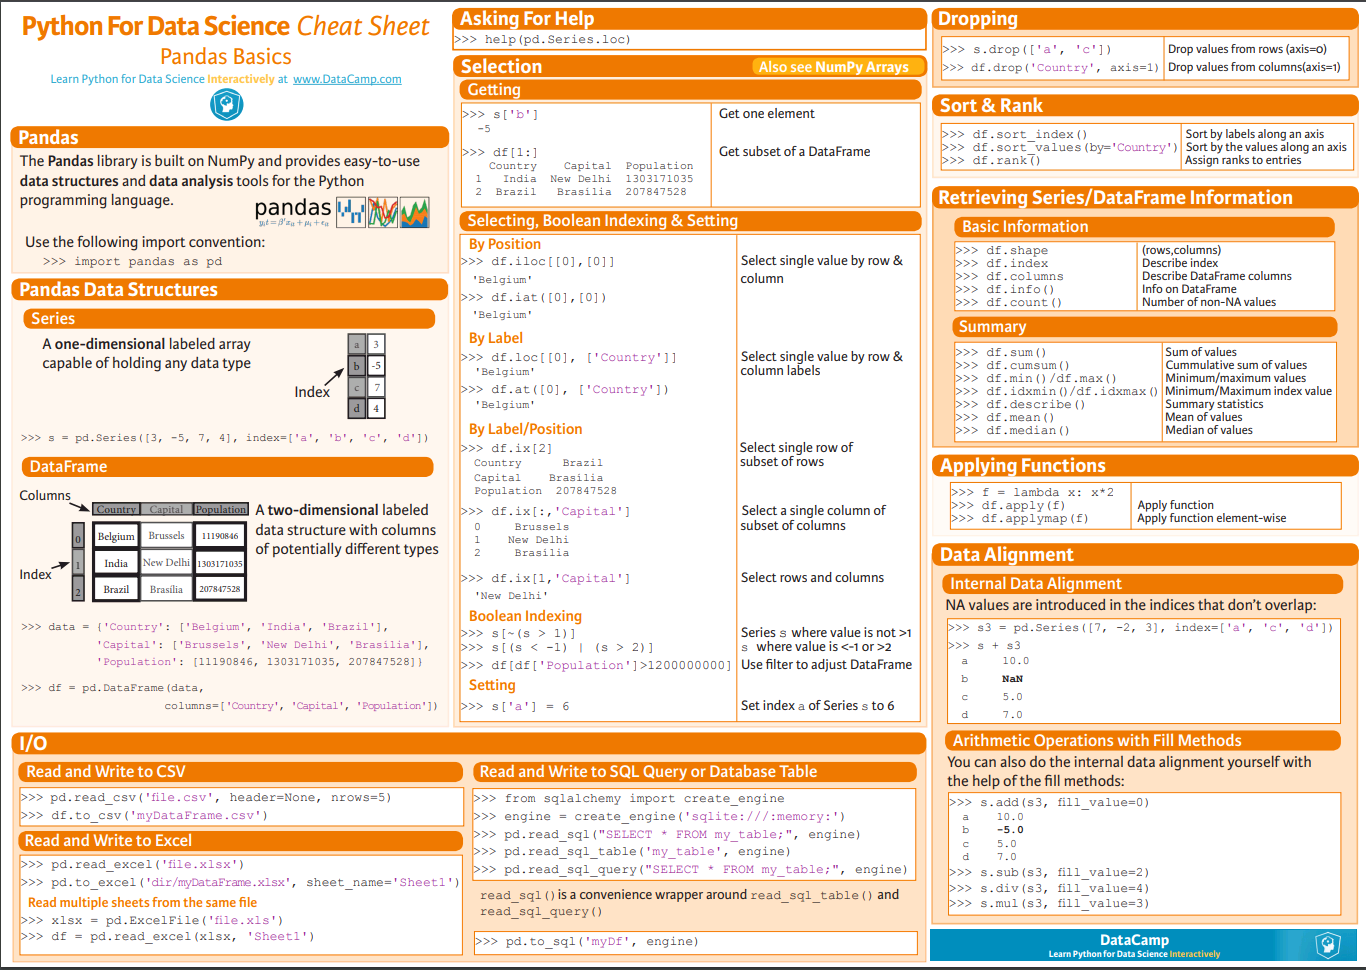 Python For Data Science Cheat Sheet
Pandas Basics
Learn Python for Data Science Interactively at www.DataCamp.com
Pandas
The Pandas library is built on NumPy and provides easy-to-use
data structures and data analysis tools for the Python
programming language.
pandas
Use the following import convention:
>>> import pandas as pd
Pandas Data Structures
Series
A one-dimensional labeled array
capable of holding any data type
Index
a 3
b -5
c 7
d 4
>>> s = pd.Series([3, -5, 7, 4], index=['a', 'b', 'c', 'd'])
DataFrame
Columns
Index
Country Capital Population
0 Belgium Brussels 11190846
1 India New Delhi 1303171035
2 Brazil Brasília 207847528
A two-dimensional labeled
data structure with columns
of potentially different types
>>> data = {'Country': ['Belgium', 'India', 'Brazil'],
'Capital': ['Brussels', 'New Delhi', 'Brasília'],
'Population': [11190846, 1303171035, 207847528]}
>>> df = pd.DataFrame(data,
columns=['Country', 'Capital', 'Population'])
Asking For Help
>>> help(pd.Series.loc)
Selection
Also see NumPy Arrays
Getting
>>> s['b'] Get one element
-5
>>> df[1:] Get subset of a DataFrame
Country Capital Population
1 India New Delhi 1303171035
2 Brazil Brasília 207847528
Selecting, Boolean Indexing & Setting
By Position
>>> df.iloc[[0],[0]] Select single value by row &
'Belgium' column
>>> df.iat([0],[0])
'Belgium'
By Label
>>> df.loc[[0], ['Country']] Select single value by row &
'Belgium' column labels
>>> df.at([0], ['Country'])
'Belgium'
By Label/Position
>>> df.ix[2] Select single row of
Country Brazil subset of rows
Capital Brasília
Population 207847528
>>> df.ix[:,'Capital'] Select a single column of
0 Brussels subset of columns
1 New Delhi
2 Brasília
>>> df.ix[1,'Capital'] Select rows and columns
'New Delhi'
Boolean Indexing
>>> s[~(s > 1)] Series s where value is not >1
>>> s[(s < -1) | (s > 2)] s where value is <-1 or >2
>>> df[df['Population']>1200000000] Use filter to adjust DataFrame
Setting
>>> s['a'] = 6 Set index a of Series s to 6
I/O
Read and Write to CSV
>>> pd.read_csv('file.csv', header=None, nrows=5)
>>> df.to_csv('myDataFrame.csv')
Read and Write to Excel
>>> pd.read_excel('file.xlsx')
>>> pd.to_excel('dir/myDataFrame.xlsx', sheet_name='Sheet1')
Read multiple sheets from the same file
>>> xlsx = pd.ExcelFile('file.xls')
>>> df = pd.read_excel(xlsx, 'Sheet1')
Read and Write to SQL Query or Database Table
>>> from sqlalchemy import create_engine
>>> engine = create_engine('sqlite:///:memory:')
>>> pd.read_sql("SELECT * FROM my_table;", engine)
>>> pd.read_sql_table('my_table', engine)
>>> pd.read_sql_query("SELECT * FROM my_table;", engine)
read_sql() is a convenience wrapper around read_sql_table() and
read_sql_query()
>>> pd.to_sql('myDf', engine)
Dropping
>>> s.drop(['a', 'c']) Drop values from rows (axis=0)
>>> df.drop('Country', axis=1) Drop values from columns(axis=1)
Sort & Rank
>>> df.sort_index() Sort by labels along an axis
>>> df.sort_values(by='Country') Sort by the values along an axis
>>> df.rank() Assign ranks to entries
Retrieving Series/DataFrame Information
Basic Information
>>> df.shape (rows,columns)
>>> df.index Describe index
>>> df.columns Describe DataFrame columns
>>> df.info() Info on DataFrame
>>> df.count() Number of non-NA values
Summary
>>> df.sum() Sum of values
>>> df.cumsum() Cummulative sum of values
>>> df.min()/df.max() Minimum/maximum values
>>> df.idxmin()/df.idxmax() Minimum/Maximum index value
>>> df.describe() Summary statistics
>>> df.mean() Mean of values
>>> df.median() Median of values
Applying Functions
>>> f = lambda x: x*2
>>> df.apply(f) Apply function
>>> df.applymap(f) Apply function element-wise
Data Alignment
Internal Data Alignment
NA values are introduced in the indices that don't overlap:
>>> s3 = pd.Series([7, -2, 3], index=['a', 'c', 'd'])
>>> s + s3
a 10.0
b NaN
c 5.0
d 7.0
Arithmetic Operations with Fill Methods
You can also do the internal data alignment yourself with
the help of the fill methods:
>>> s.add(s3, fill_value=0)
a 10.0
b -5.0
c 5.0
d 7.0
>>> s.sub(s3, fill_value=2)
>>> s.div(s3, fill_value=4)
>>> s.mul(s3, fill_value=3)
DataCamp
Learn Python for Data Science Interactively